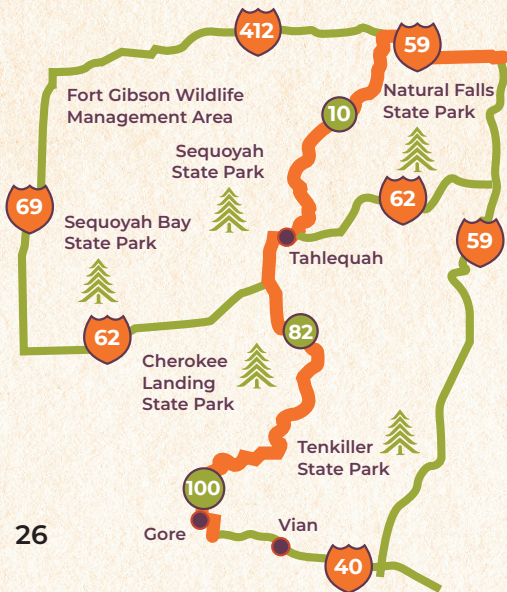 412
59
Fort Gibson Wildlife
Management Area
Natural Falls
State Park
10
Sequoyah
State Park
69
62
Sequoyah Bay
State Park
59
Tahlequah
62
82
Cherokee
Landing
State Park
Tenkiller
State Park
100
Gore
Vian
26
40